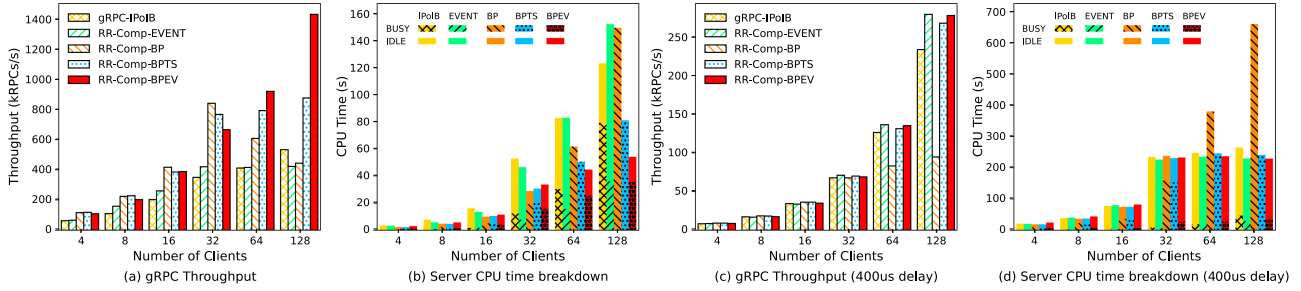 1400
1200
1000
800
600
400
200
0
Throughput (kRPCs/s)
gRPC-IPoIB
RR-Comp-EVENT
RR-Comp-BP
RR-Comp-BPTS
RR-Comp-BPEV
4 8 16 32 64 128
Number of Clients
(a) gRPC Throughput
160
140
120
100
80
60
40
20
0
CPU Time (s)
IPoIB EVENT BP BPTS BPEV
BUSY
IDLE
4 8 16 32 64 128
Number of Clients
(b) Server CPU time breakdown
250
200
150
100
50
0
Throughput (kRPCs/s)
gRPC-IPoIB
RR-Comp-EVENT
RR-Comp-BP
RR-Comp-BPTS
RR-Comp-BPEV
4 8 16 32 64 128
Number of Clients
(c) gRPC Throughput (400us delay)
700
600
500
400
300
200
100
0
CPU Time (s)
IPoIB EVENT BP BPTS BPEV
BUSY
IDLE
4 8 16 32 64 128
Number of Clients
(d) Server CPU time breakdown (400us delay)